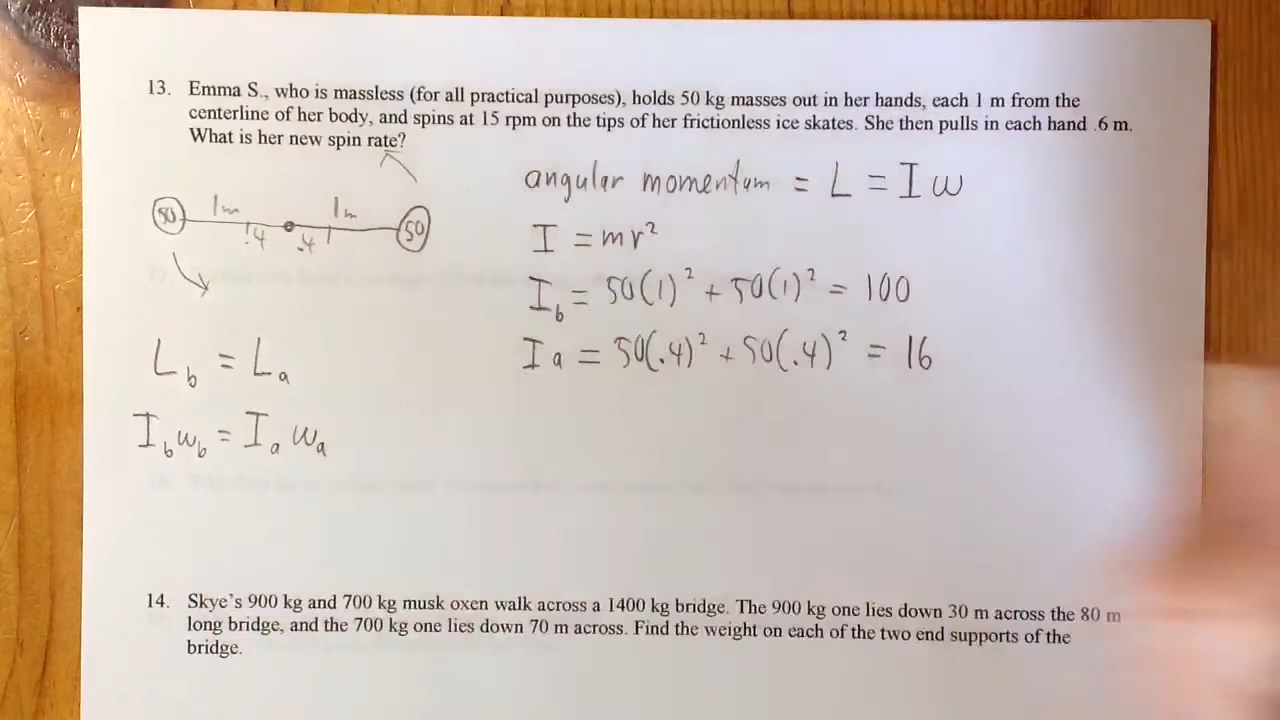 13. Emma S., who is massless (for all practical purposes), holds 50 kg masses out in her hands, each 1 m from the
centerline of her body, and spins at 15 rpm on the tips of her frictionless ice skates. She then pulls in each hand .6 m.
What is her new spin rate?
angular momentum = L = I ω
1m 1m
50 .4 .4 50
I = mr²
I_b = 50(1)² + 50(1)² = 100
L_b = L_a
I a = 50(.4)² + 50(.4)² = 16
I_b ω_b = I_a ω_a
14. Skye's 900 kg and 700 kg musk oxen walk across a 1400 kg bridge. The 900 kg one lies down 30 m across the 80 m
long bridge, and the 700 kg one lies down 70 m across. Find the weight on each of the two end supports of the
bridge.